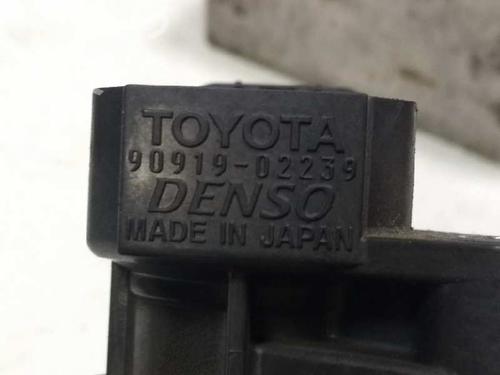 TOYOTA
90919-02239
DENSO
MADE IN JAPAN